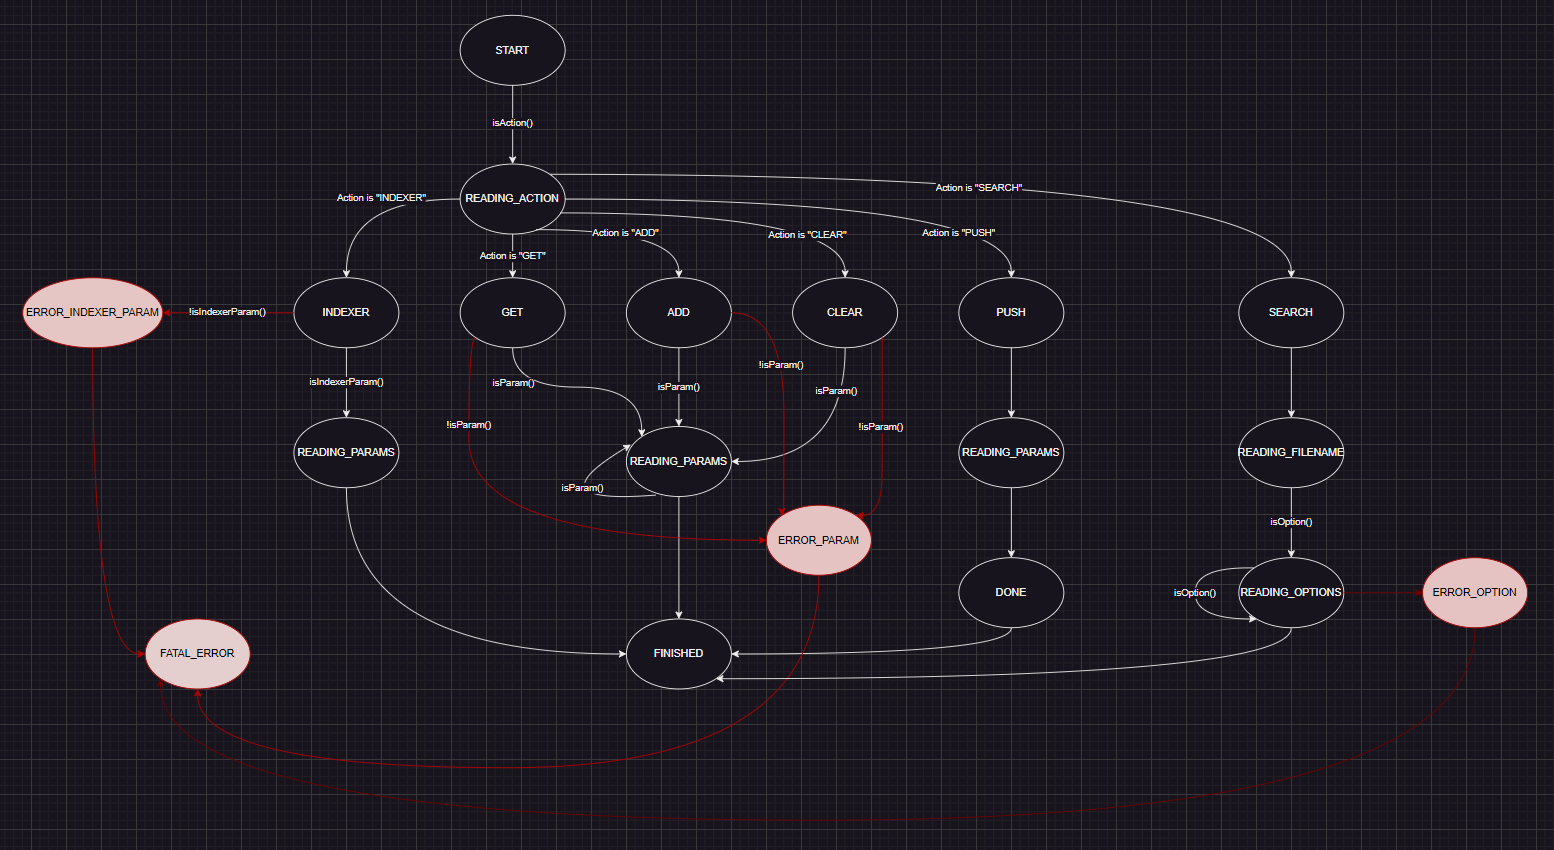 START
isAction()
READING_ACTION
Action is "INDEXER"
Action is "SEARCH"
Action is "ADD"
Action is "CLEAR"
Action is "PUSH"
Action is "GET"
ERROR_INDEXER_PARAM
!isIndexerParam()
INDEXER
GET
ADD
CLEAR
PUSH
SEARCH
!isParam()
isIndexerParam()
isParam()
isParam()
isParam()
!isParam()
!isParam()
READING_PARAMS
READING_PARAMS
READING_PARAMS
READING_FILENAME
isParam()
isOption()
ERROR_PARAM
DONE
isOption()
READING_OPTIONS
ERROR_OPTION
FATAL_ERROR
FINISHED